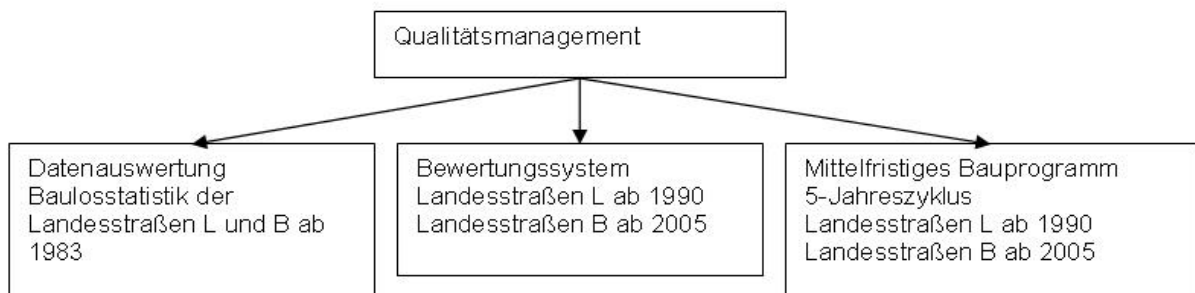 Qualitätsmanagement
Datenauswertung
Baulosstatistik der
Landesstraßen L und B ab
1983
Bewertungssystem
Landesstraßen L ab 1990
Landesstraßen B ab 2005
Mittelfristiges Bauprogramm
5-Jahreszyklus
Landesstraßen L ab 1990
Landesstraßen B ab 2005